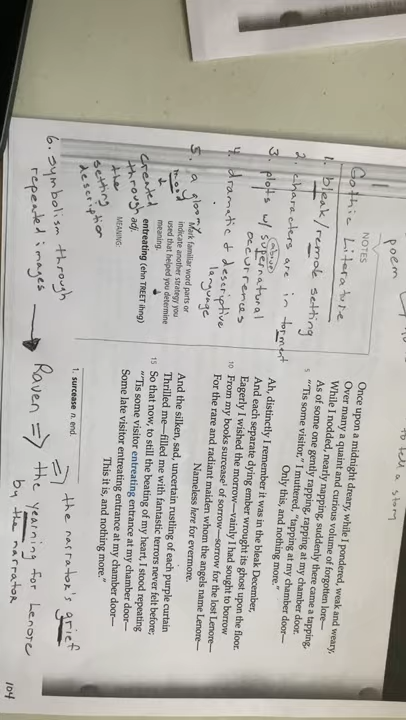 poem
to tell a story
Gothic Literature
NOTES
1. bleak/remote setting
2. characters are in torment
3. plots w/ supernatural
occurrences
4. dramatic & descriptive
language
5. a gloomy
mood
↓
created
through adj.
the
setting
description
6. symbolism through
repeated images → Raven ⇒ the yearning for Lenore
by the narrator
⇒ the narrator's grief
Mark familiar word parts or
indicate another strategy you
used that helped you determine
meaning.
entreating (ehn TREET ihng)
adj.
MEANING:
Once upon a midnight dreary, while I pondered, weak and weary,
Over many a quaint and curious volume of forgotten lore—
While I nodded, nearly napping, suddenly there came a tapping,
As of some one gently rapping, rapping at my chamber door.
5 "'Tis some visitor," I muttered, "tapping at my chamber door—
Only this, and nothing more."
Ah, distinctly I remember it was in the bleak December,
And each separate dying ember wrought its ghost upon the floor.
Eagerly I wished the morrow—vainly I had sought to borrow
10 From my books surcease¹ of sorrow—sorrow for the lost Lenore—
For the rare and radiant maiden whom the angels name Lenore—
Nameless here for evermore.
And the silken, sad, uncertain rustling of each purple curtain
Thrilled me—filled me with fantastic terrors never felt before;
15 So that now, to still the beating of my heart, I stood repeating
"'Tis some visitor entreating entrance at my chamber door—
Some late visitor entreating entrance at my chamber door—
This it is, and nothing more."
1. surcease n. end.
104